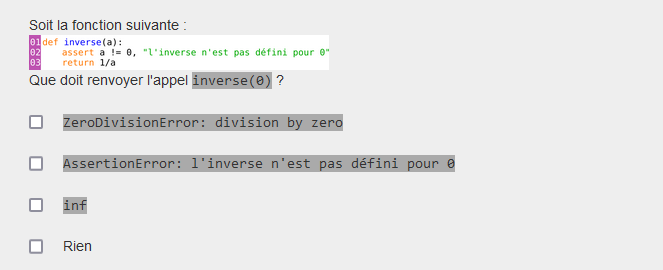 Soit la fonction suivante :
01 def inverse(a):
02 assert a != 0, "l'inverse n'est pas défini pour 0"
03 return 1/a
Que doit renvoyer l'appel inverse(0) ?
ZeroDivisionError: division by zero
AssertionError: l'inverse n'est pas défini pour 0
inf
Rien